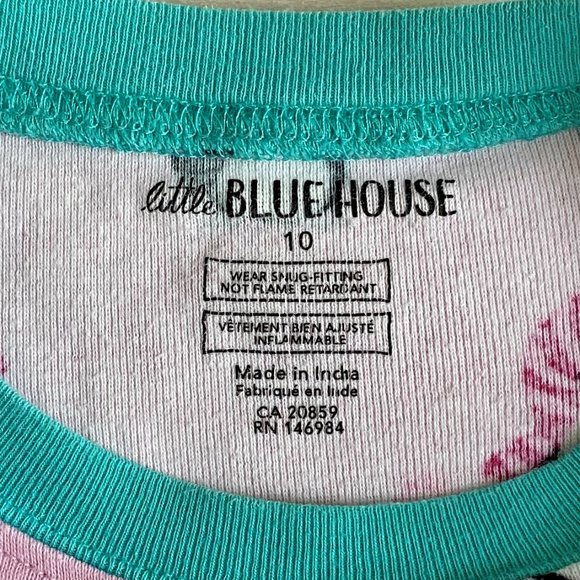 little BLUE HOUSE
10
WEAR SNUG-FITTING
NOT FLAME RETARDANT
VÊTEMENT BIEN AJUSTÉ
INFLAMMABLE
Made in India
Fabriqué en Inde
CA 20859
RN 146984